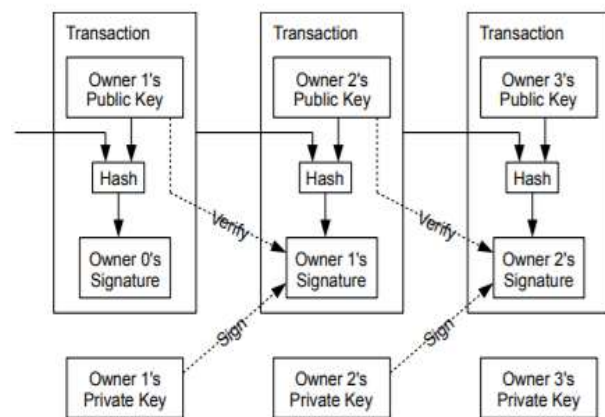 Transaction
Owner 1's
Public Key
Hash
Owner 0's
Signature
Transaction
Owner 2's
Public Key
Hash
Verify
Owner 1's
Signature
Transaction
Owner 3's
Public Key
Hash
Verify
Owner 2's
Signature
Sign
Sign
Owner 1's
Private Key
Owner 2's
Private Key
Owner 3's
Private Key